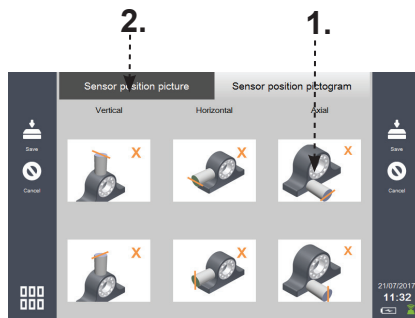 2. 1.
Sensor position picture Sensor position pictogram
Vertical Horizontal Axial
X X X
Save Save
Cancel Cancel
X X X
21/07/2017
11:32